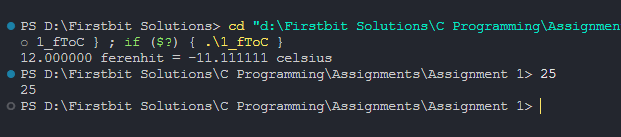 PS D:\Firstbit Solutions> cd "d:\Firstbit Solutions\C Programming\Assignmen
1_fToC } ; if ($?) { .\1_fToC }
12.000000 ferenhit = -11.111111 celsius
PS D:\Firstbit Solutions\C Programming\Assignments\Assignment 1> 25
25
PS D:\Firstbit Solutions\C Programming\Assignments\Assignment 1>